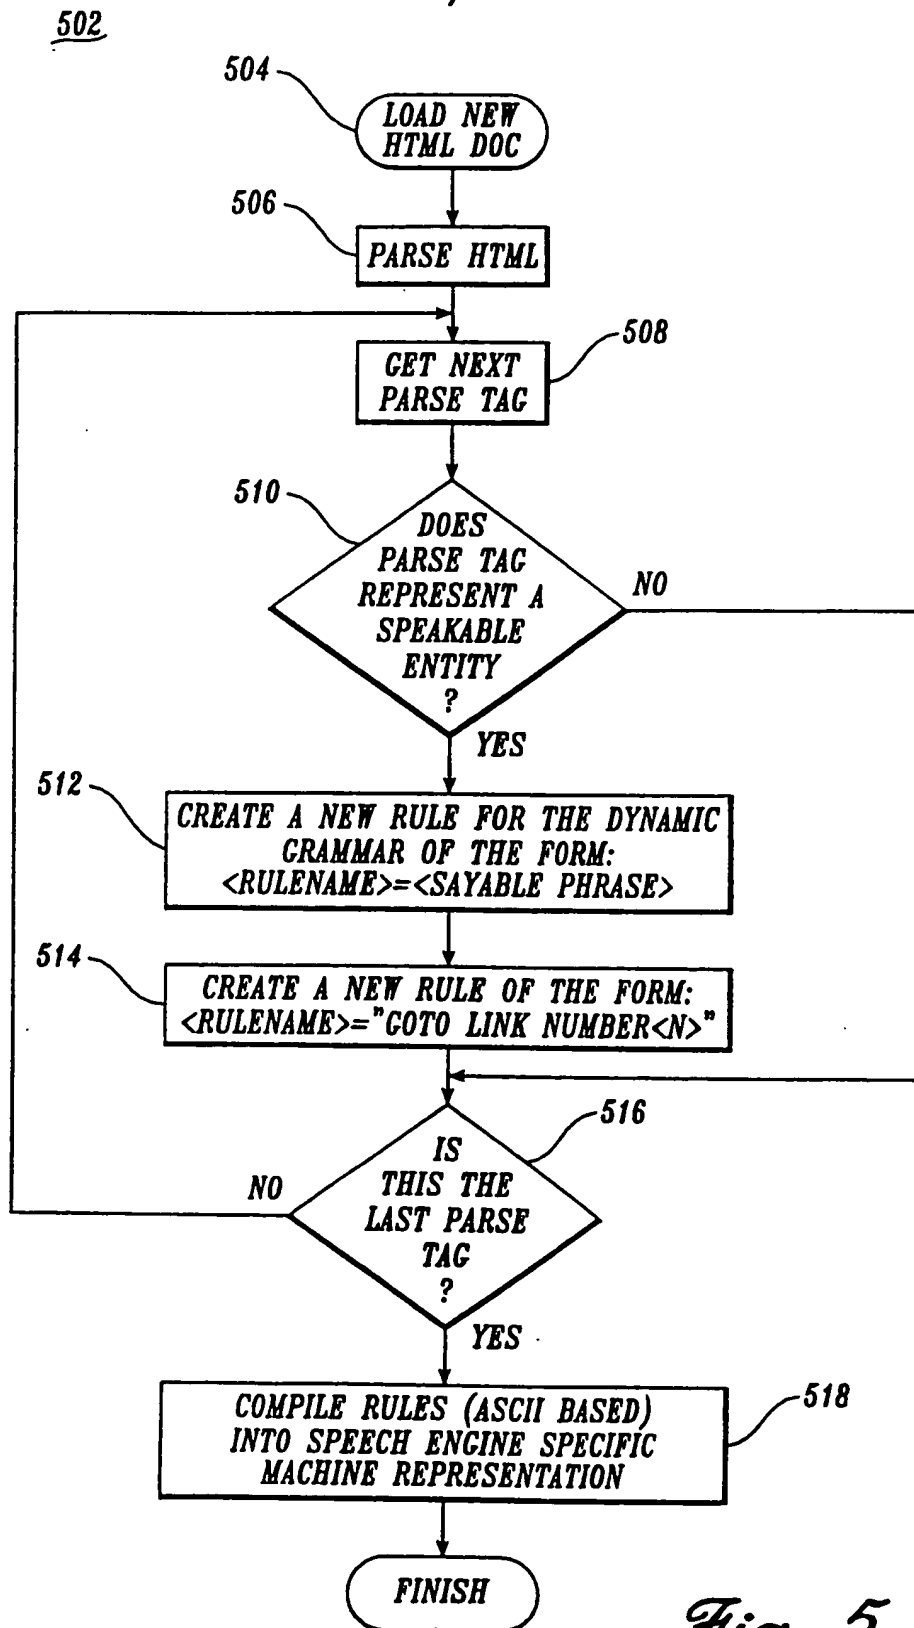 502
504
LOAD NEW
HTML DOC
506
PARSE HTML
508
GET NEXT
PARSE TAG
510
DOES
PARSE TAG
REPRESENT A
SPEAKABLE
ENTITY
?
NO
YES
512
CREATE A NEW RULE FOR THE DYNAMIC
GRAMMAR OF THE FORM:
<RULENAME>=<SAYABLE PHRASE>
514
CREATE A NEW RULE OF THE FORM:
<RULENAME>="GOTO LINK NUMBER<N>"
516
IS
THIS THE
LAST PARSE
TAG
?
NO
YES
518
COMPILE RULES (ASCII BASED)
INTO SPEECH ENGINE SPECIFIC
MACHINE REPRESENTATION
FINISH
Fig. 5